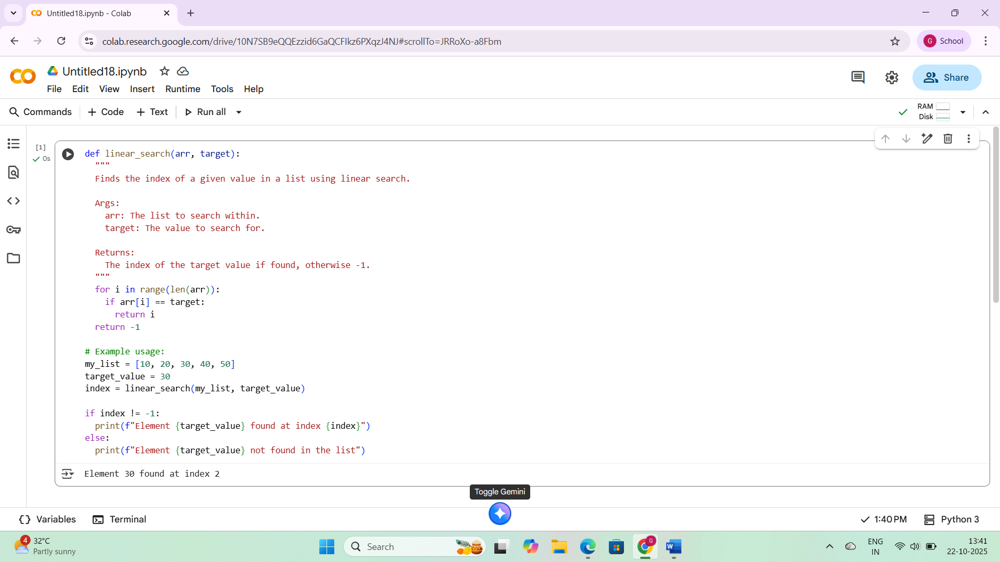 Untitled18.ipynb - Colab
colab.research.google.com/drive/10N7SB9eQQEzzid6GaQCFIkz6PXqzJ4NJ#scrollTo=JRRoXo-a8Fbm
G School
Untitled18.ipynb
File Edit View Insert Runtime Tools Help
Share
Commands + Code + Text Run all
RAM
Disk
[1]
0s
def linear_search(arr, target):
  """
  Finds the index of a given value in a list using linear search.
  Args:
    arr: The list to search within.
    target: The value to search for.
  Returns:
    The index of the target value if found, otherwise -1.
  """
  for i in range(len(arr)):
    if arr[i] == target:
      return i
  return -1
# Example usage:
my_list = [10, 20, 30, 40, 50]
target_value = 30
index = linear_search(my_list, target_value)
if index != -1:
  print(f"Element {target_value} found at index {index}")
else:
  print(f"Element {target_value} not found in the list")
Element 30 found at index 2
Toggle Gemini
{} Variables Terminal
1:40 PM Python 3
4
32°C
Partly sunny
Search
G
W
ENG
IN
13:41
22-10-2025